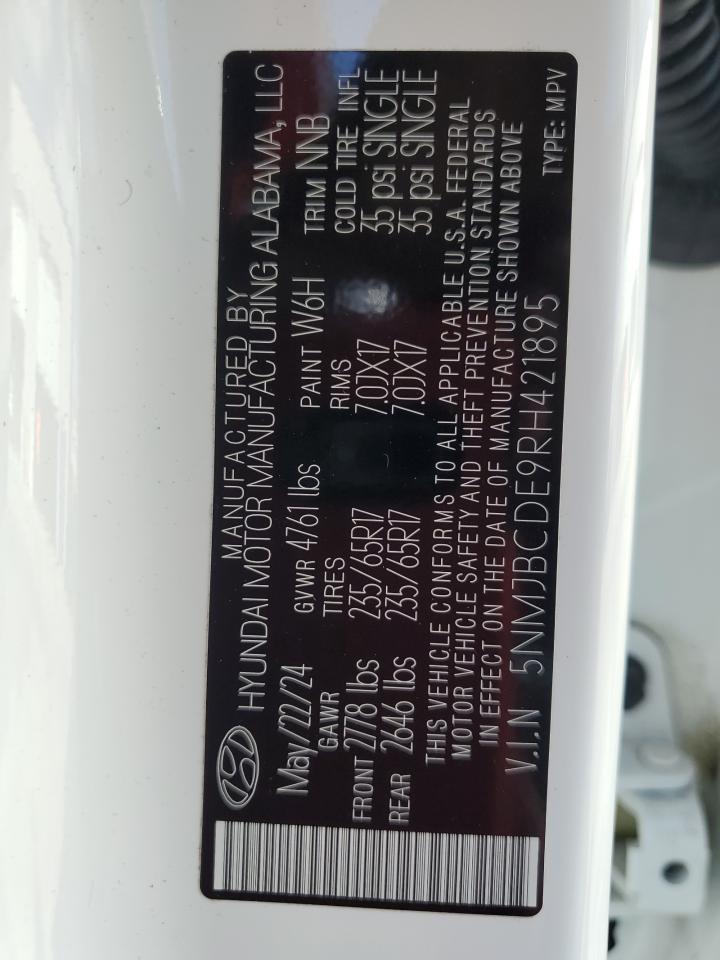 MANUFACTURED BY
HYUNDAI MOTOR MANUFACTURING ALABAMA, LLC
May/22/24 GVWR 4761 lbs PAINT W6H TRIM NNB
GAWR TIRES RIMS COLD TIRE INFL
FRONT 2778 lbs 235/65R17 7.0JX17 35 psi SINGLE
REAR 2646 lbs 235/65R17 7.0JX17 35 psi SINGLE
THIS VEHICLE CONFORMS TO ALL APPLICABLE U.S.A. FEDERAL
MOTOR VEHICLE SAFETY AND THEFT PREVENTION STANDARDS
IN EFFECT ON THE DATE OF MANUFACTURE SHOWN ABOVE
V.I.N 5NMJBCDE9RH421895 TYPE: MPV